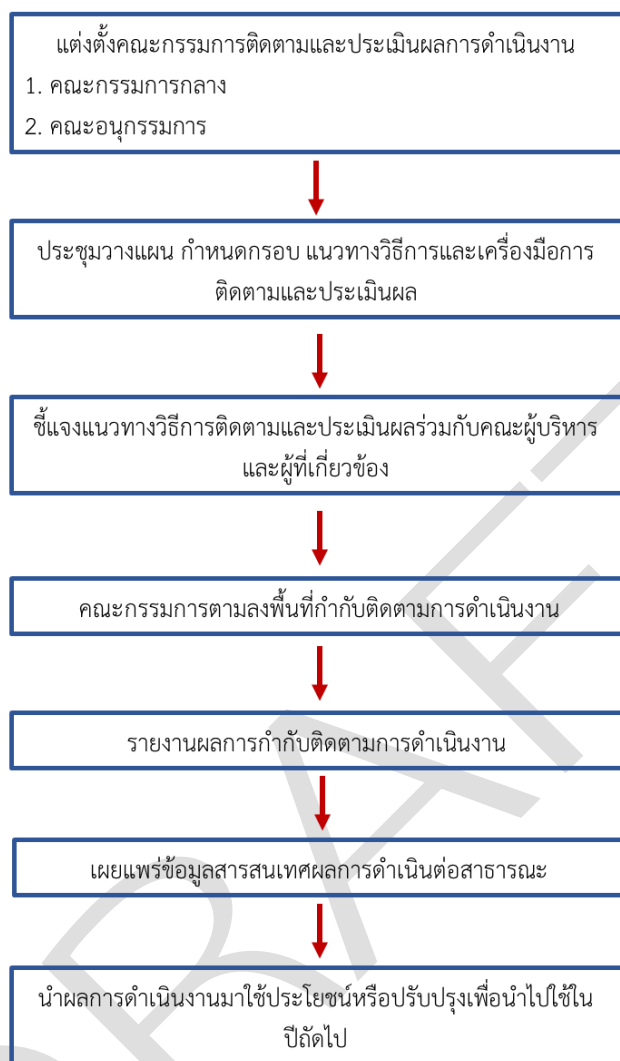 แต่งตั้งคณะกรรมการติดตามและประเมินผลการดำเนินงาน
1. คณะกรรมการกลาง
2. คณะอนุกรรมการ
ประชุมวางแผน กำหนดกรอบ แนวทางวิธีการและเครื่องมือการ
ติดตามและประเมินผล
ชี้แจงแนวทางวิธีการติดตามและประเมินผลร่วมกับคณะผู้บริหาร
และผู้ที่เกี่ยวข้อง
คณะกรรมการตามลงพื้นที่กำกับติดตามการดำเนินงาน
รายงานผลการกำกับติดตามการดำเนินงาน
เผยแพร่ข้อมูลสารสนเทศผลการดำเนินต่อสาธารณะ
นำผลการดำเนินงานมาใช้ประโยชน์หรือปรับปรุงเพื่อนำไปใช้ใน
ปีถัดไป
DRAFT